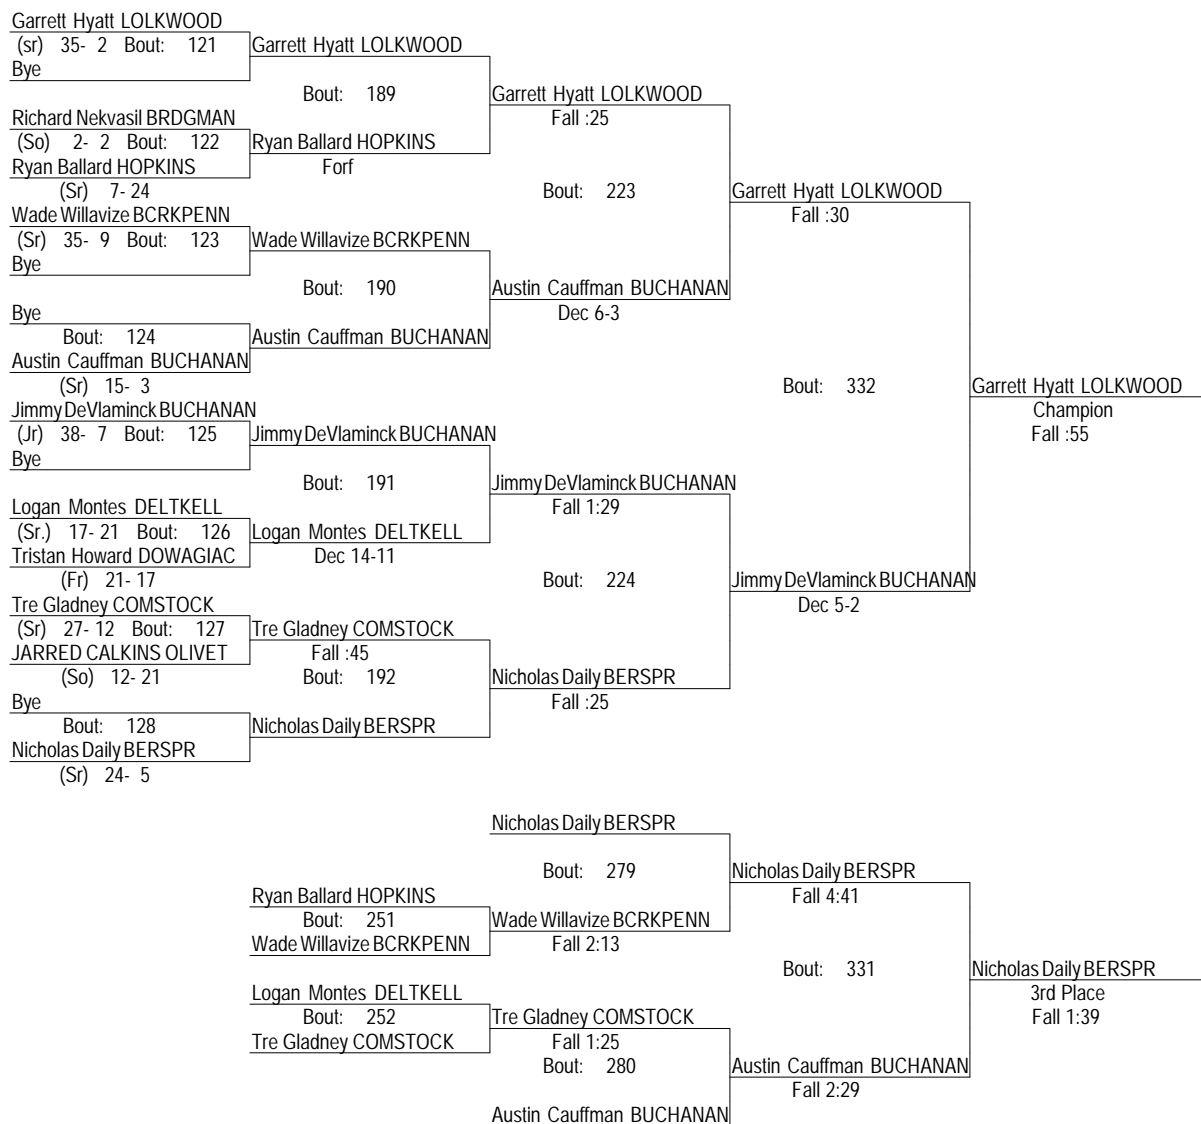 Garrett Hyatt LOLKWOOD
(sr) 35- 2 Bout: 121
Garrett Hyatt LOLKWOOD
Bye
Bout: 189
Garrett Hyatt LOLKWOOD
Richard Nekvasil BRDGMAN
Fall :25
(So) 2- 2 Bout: 122
Ryan Ballard HOPKINS
Ryan Ballard HOPKINS
Forf
(Sr) 7- 24
Bout: 223
Garrett Hyatt LOLKWOOD
Wade Willavize BCRKPENN
Fall :30
(Sr) 35- 9 Bout: 123
Wade Willavize BCRKPENN
Bye
Bout: 190
Austin Cauffman BUCHANAN
Bye
Dec 6-3
Bout: 124
Austin Cauffman BUCHANAN
Austin Cauffman BUCHANAN
(Sr) 15- 3
Bout: 332
Garrett Hyatt LOLKWOOD
Jimmy DeVlaminck BUCHANAN
Champion
(Jr) 38- 7 Bout: 125
Jimmy DeVlaminck BUCHANAN
Fall :55
Bye
Bout: 191
Jimmy DeVlaminck BUCHANAN
Logan Montes DELTKELL
Fall 1:29
(Sr.) 17- 21 Bout: 126
Logan Montes DELTKELL
Tristan Howard DOWAGIAC
Dec 14-11
(Fr) 21- 17
Bout: 224
Jimmy DeVlaminck BUCHANAN
Tre Gladney COMSTOCK
Dec 5-2
(Sr) 27- 12 Bout: 127
Tre Gladney COMSTOCK
JARRED CALKINS OLIVET
Fall :45
(So) 12- 21
Bout: 192
Nicholas Daily BERSPR
Bye
Fall :25
Bout: 128
Nicholas Daily BERSPR
Nicholas Daily BERSPR
(Sr) 24- 5
Nicholas Daily BERSPR
Bout: 279
Nicholas Daily BERSPR
Ryan Ballard HOPKINS
Fall 4:41
Bout: 251
Wade Willavize BCRKPENN
Wade Willavize BCRKPENN
Fall 2:13
Bout: 331
Nicholas Daily BERSPR
Logan Montes DELTKELL
3rd Place
Bout: 252
Tre Gladney COMSTOCK
Fall 1:39
Tre Gladney COMSTOCK
Fall 1:25
Bout: 280
Austin Cauffman BUCHANAN
Fall 2:29
Austin Cauffman BUCHANAN